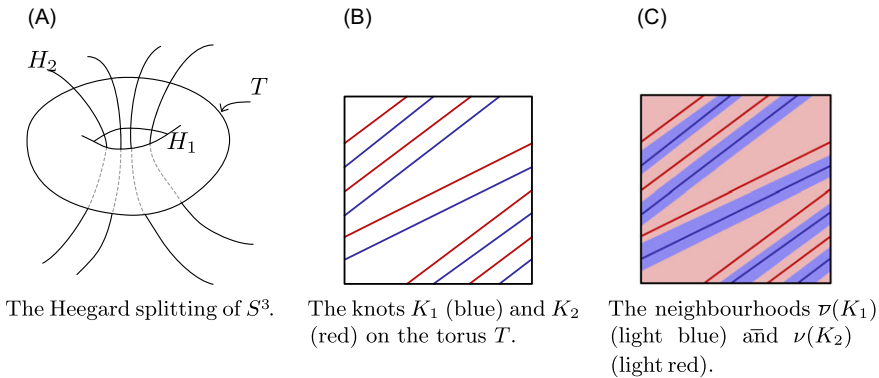 (A)
(B)
(C)
H₂
T
H₁
The Heegard splitting of S³.
The knots K₁ (blue) and K₂
(red) on the torus T.
The neighbourhoods ν̅(K₁)
(light blue) and ν̅(K₂)
(light red).